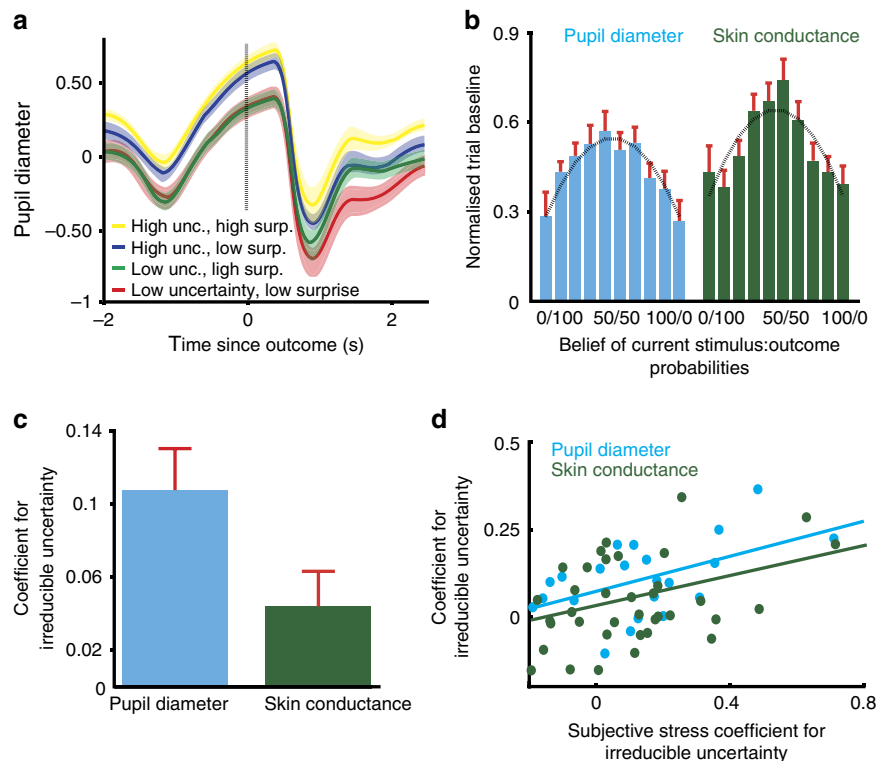 a
Pupil diameter
0.50
0
–0.50
–1
–2
0
2
Time since outcome (s)
High unc., high surp.
High unc., low surp.
Low unc., ligh surp.
Low uncertainty, low surprise
b
Pupil diameter
Skin conductance
Normalised trial baseline
0.9
0.6
0.3
0
0/100 50/50 100/0 0/100 50/50 100/0
Belief of current stimulus:outcome
probabilities
c
Coefficient for
irreducible uncertainty
0.14
0.1
0.06
0.02
0
Pupil diameter
Skin conductance
d
Pupil diameter
Skin conductance
Coefficient for
irreducible uncertainty
0.5
0.25
0
0
0.4
0.8
Subjective stress coefficient for
irreducible uncertainty